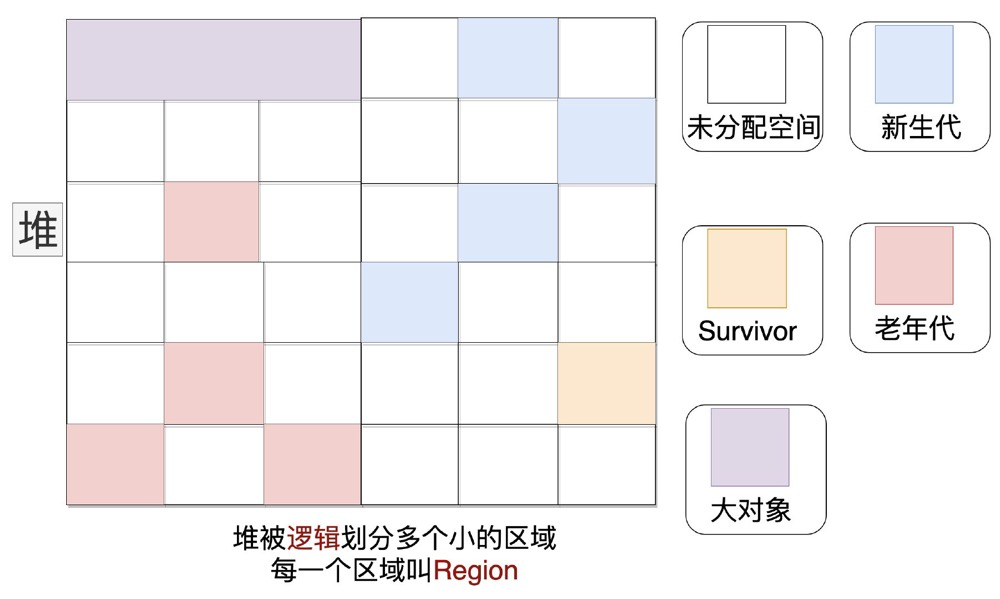 堆
未分配空间
新生代
Survivor
老年代
大对象
堆被逻辑划分多个小的区域
每一个区域叫Region